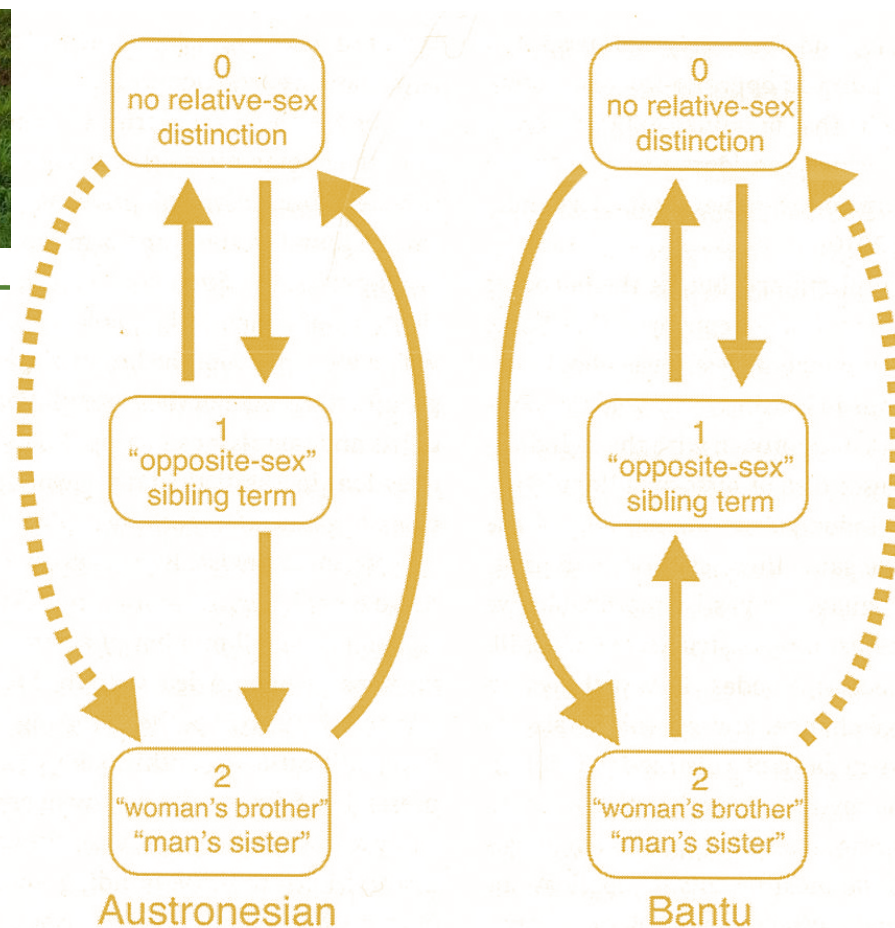 0
no relative-sex
distinction
1
“opposite-sex”
sibling term
2
“woman’s brother”
“man’s sister”
Austronesian
0
no relative-sex
distinction
1
“opposite-sex”
sibling term
2
“woman’s brother”
“man’s sister”
Bantu